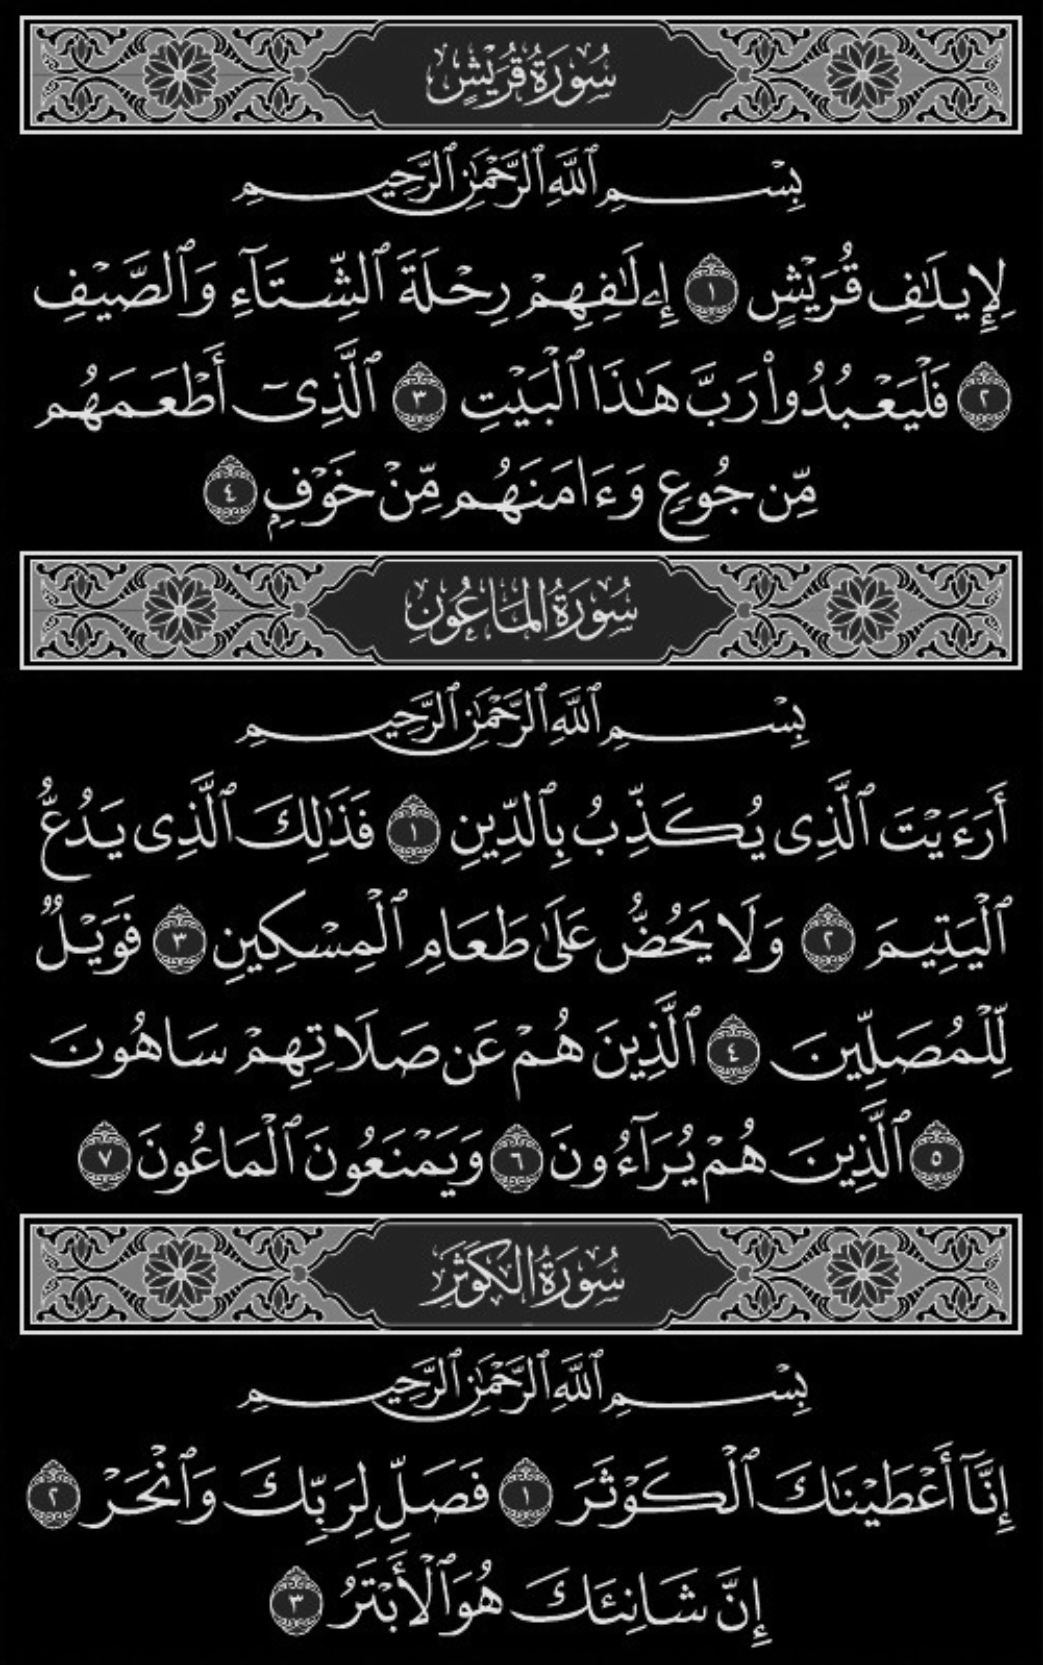 سُورَةُ قُرَيْشٍ
بِسْمِ ٱللَّهِ ٱلرَّحْمَٰنِ ٱلرَّحِيمِ
لِإِيلَٰفِ قُرَيْشٍ ١ إِۦلَٰفِهِمْ رِحْلَةَ ٱلشِّتَآءِ وَٱلصَّيْفِ
٢ فَلْيَعْبُدُوا۟ رَبَّ هَٰذَا ٱلْبَيْتِ ٣ ٱلَّذِىٓ أَطْعَمَهُم
مِّن جُوعٍ وَءَامَنَهُم مِّنْ خَوْفٍۭ ٤
سُورَةُ المَاعُونِ
بِسْمِ ٱللَّهِ ٱلرَّحْمَٰنِ ٱلرَّحِيمِ
أَرَءَيْتَ ٱلَّذِى يُكَذِّبُ بِٱلدِّينِ ١ فَذَٰلِكَ ٱلَّذِى يَدُعُّ
ٱلْيَتِيمَ ٢ وَلَا يَحُضُّ عَلَىٰ طَعَامِ ٱلْمِسْكِينِ ٣ فَوَيْلٌ
لِّلْمُصَلِّينَ ٤ ٱلَّذِينَ هُمْ عَن صَلَاتِهِمْ سَاهُونَ
٥ ٱلَّذِينَ هُمْ يُرَآءُونَ ٦ وَيَمْنَعُونَ ٱلْمَاعُونَ ٧
سُورَةُ الكَوْثَرِ
بِسْمِ ٱللَّهِ ٱلرَّحْمَٰنِ ٱلرَّحِيمِ
إِنَّآ أَعْطَيْنَٰكَ ٱلْكَوْثَرَ ١ فَصَلِّ لِرَبِّكَ وَٱنْحَرْ ٢
إِنَّ شَانِئَكَ هُوَ ٱلْأَبْتَرُ ٣